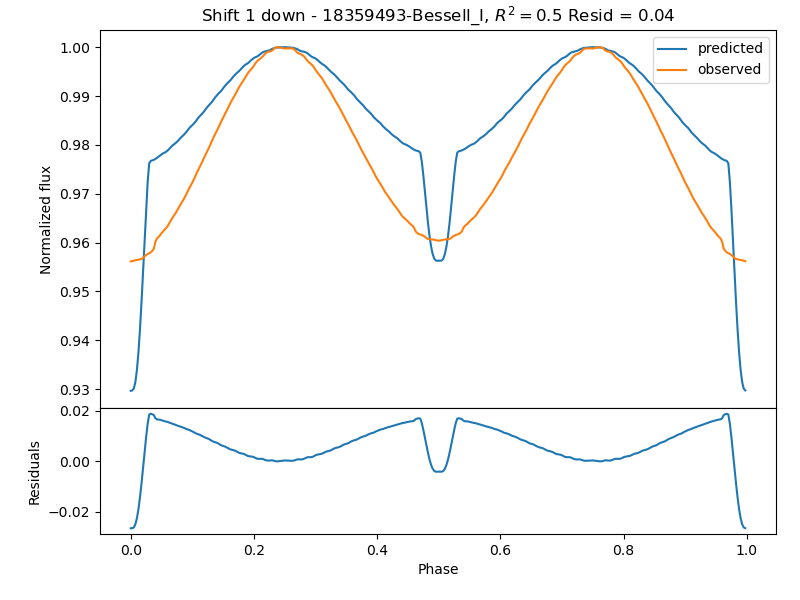 Shift 1 down - 18359493-Bessell_I, R² = 0.5 Resid = 0.04
predicted
observed
Normalized flux
1.00
0.99
0.98
0.97
0.96
0.95
0.94
0.93
Residuals
0.02
0.00
−0.02
0.0 0.2 0.4 0.6 0.8 1.0
Phase